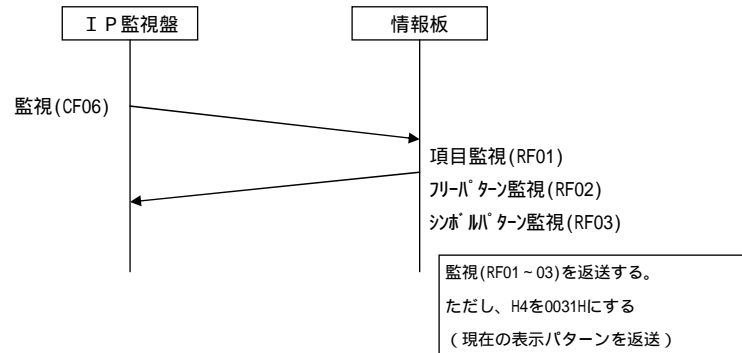 ＩＰ監視盤
情報板
監視(CF06)
項目監視(RF01)
ﾌﾘｰﾊﾟﾀｰﾝ監視(RF02)
ｼﾝﾎﾞﾙﾊﾟﾀｰﾝ監視(RF03)
監視(RF01～03)を返送する。
ただし、H4を0031Hにする
（現在の表示パターンを返送）